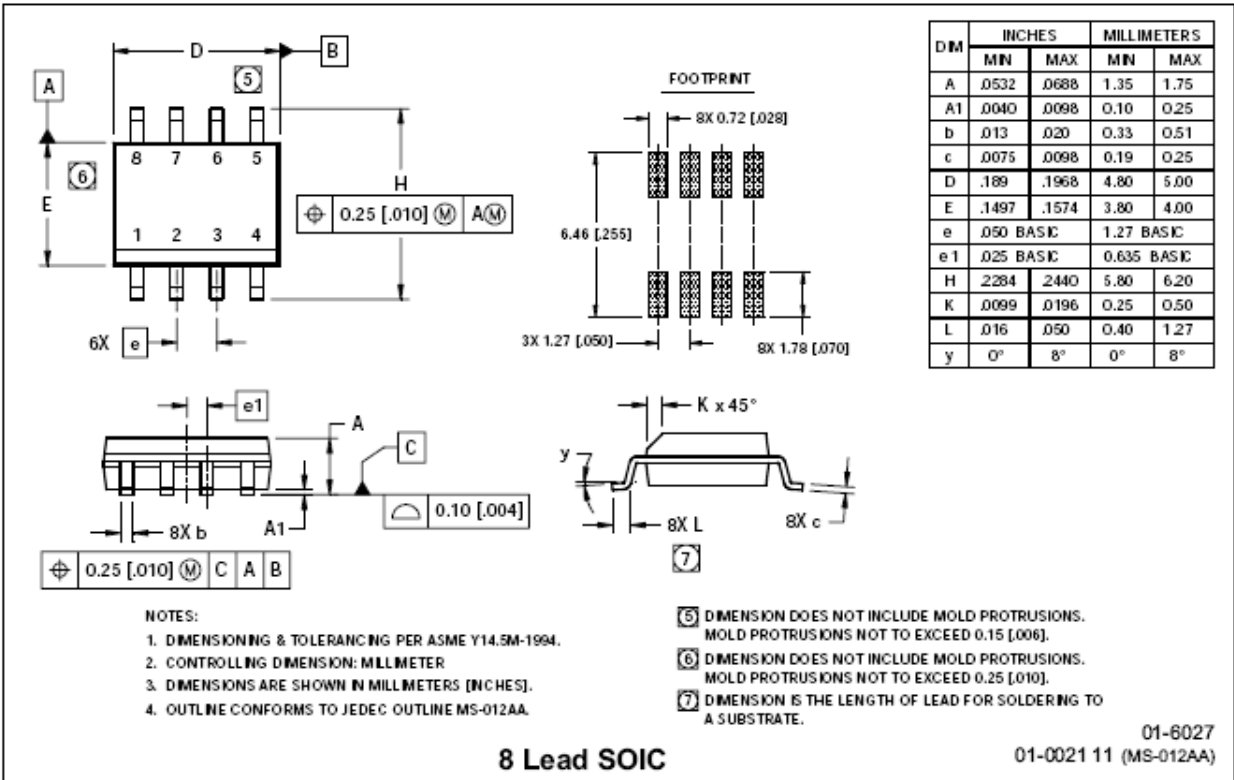 D
B
5
A
8 7 6 5
6
E
H
⌖ 0.25 [.010] Ⓜ AⓂ
1 2 3 4
6X e
FOOTPRINT
8X 0.72 [.028]
6.46 [.255]
3X 1.27 [.050]
8X 1.78 [.070]
DIM INCHES MILLIMETERS
MIN MAX MIN MAX
A .0532 .0688 1.35 1.75
A1 .0040 .0098 0.10 0.25
b .013 .020 0.33 0.51
c .0075 .0098 0.19 0.25
D .189 .1968 4.80 5.00
E .1497 .1574 3.80 4.00
e .050 BASIC 1.27 BASIC
e1 .025 BASIC 0.635 BASIC
H .2284 .2440 5.80 6.20
K .0099 .0196 0.25 0.50
L .016 .050 0.40 1.27
y 0° 8° 0° 8°
e1
A
C
⌓ 0.10 [.004]
8X b
A1
⌖ 0.25 [.010] Ⓜ C A B
K x 45°
y
8X L
8X c
7
NOTES:
1. DIMENSIONING & TOLERANCING PER ASME Y14.5M-1994.
2. CONTROLLING DIMENSION: MILLIMETER
3. DIMENSIONS ARE SHOWN IN MILLIMETERS [INCHES].
4. OUTLINE CONFORMS TO JEDEC OUTLINE MS-012AA.
5 DIMENSION DOES NOT INCLUDE MOLD PROTRUSIONS.
MOLD PROTRUSIONS NOT TO EXCEED 0.15 [.006].
6 DIMENSION DOES NOT INCLUDE MOLD PROTRUSIONS.
MOLD PROTRUSIONS NOT TO EXCEED 0.25 [.010].
7 DIMENSION IS THE LENGTH OF LEAD FOR SOLDERING TO
A SUBSTRATE.
8 Lead SOIC
01-6027
01-0021 11 (MS-012AA)